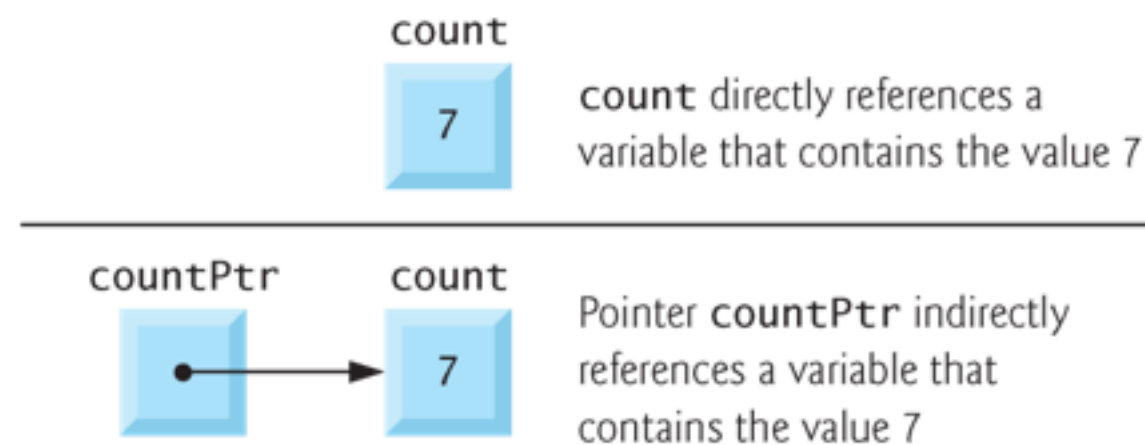 count
7
count directly references a
variable that contains the value 7
countPtr
count
7
Pointer countPtr indirectly
references a variable that
contains the value 7